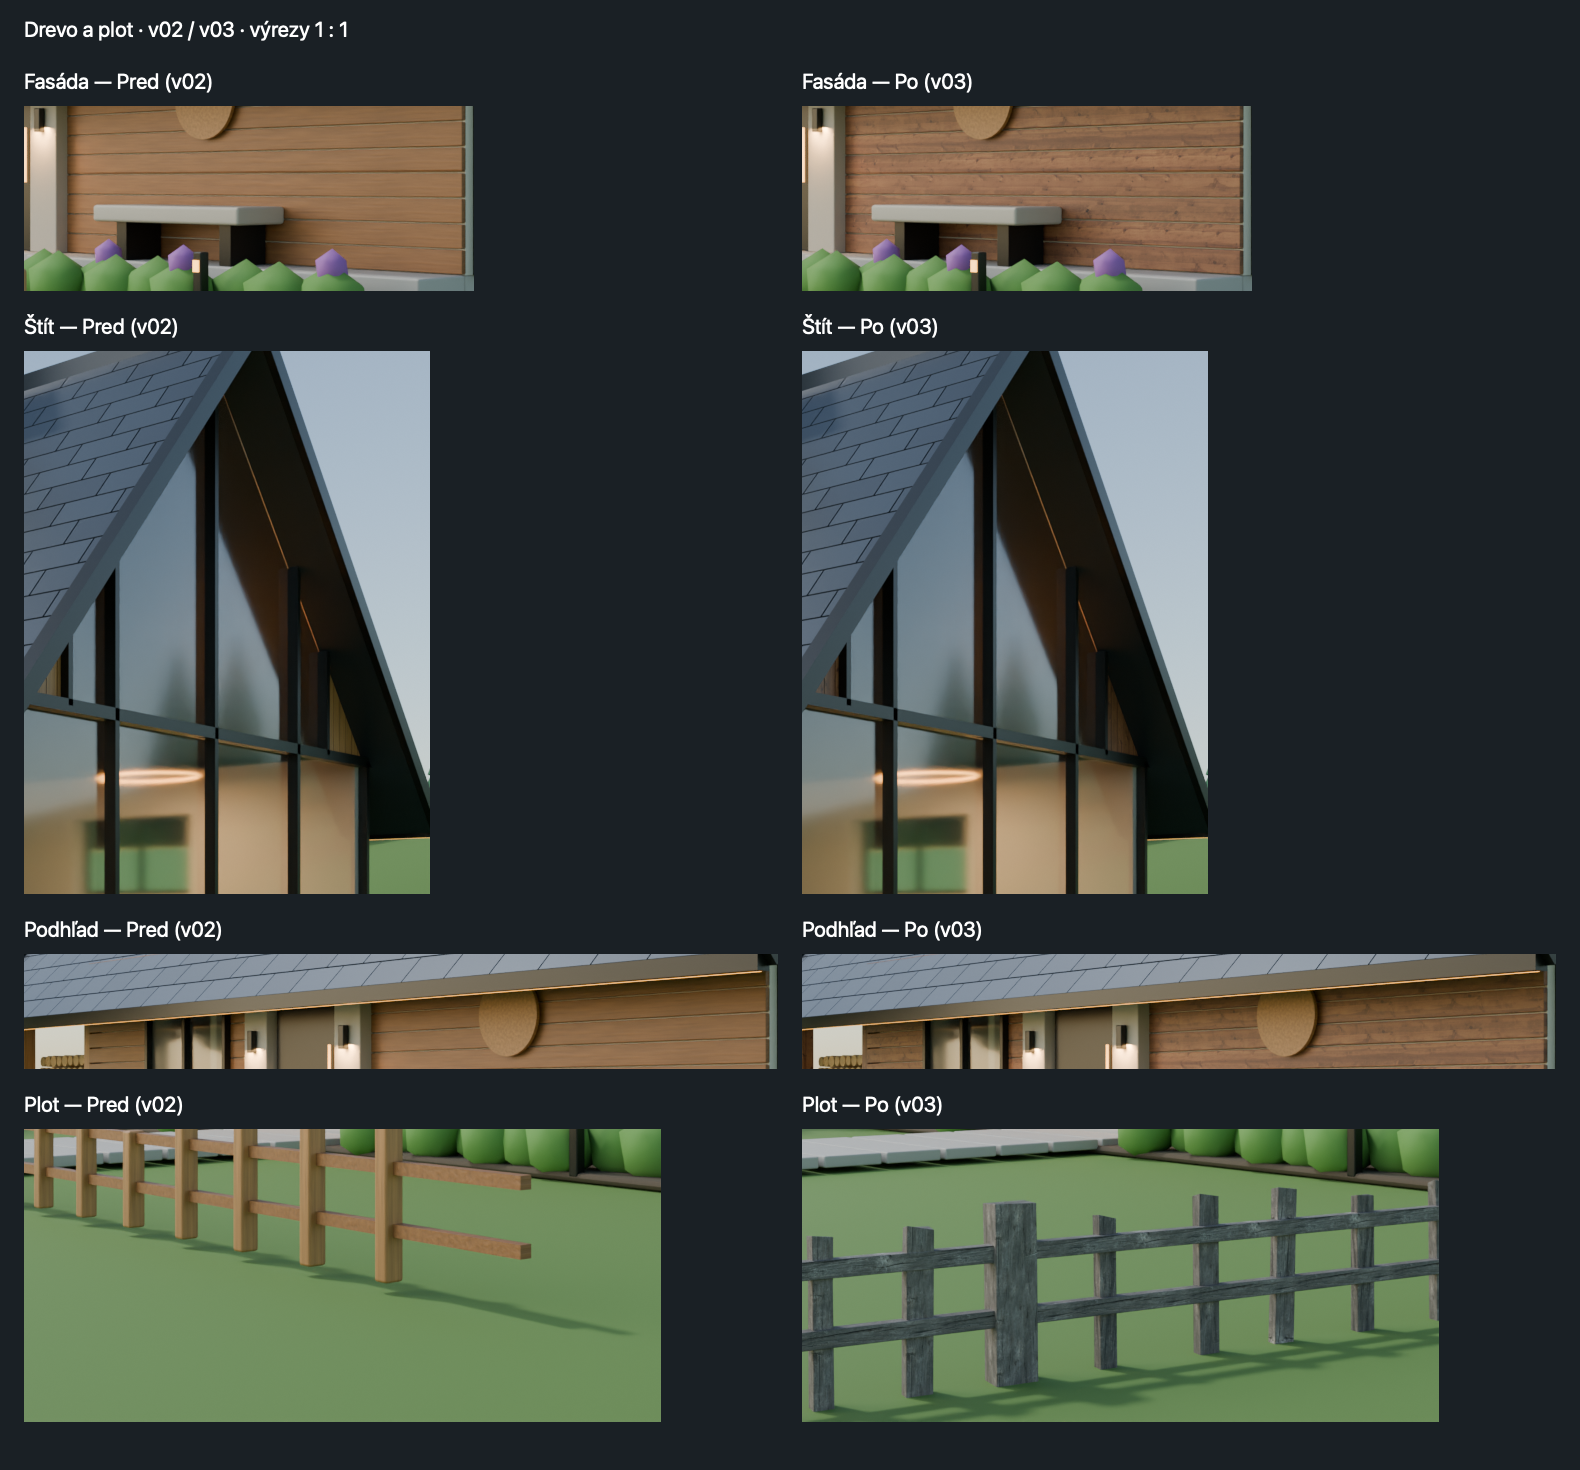 Drevo a plot · v02 / v03 · výrezy 1 : 1
Fasáda — Pred (v02)
Fasáda — Po (v03)
Štít — Pred (v02)
Štít — Po (v03)
Podhľad — Pred (v02)
Podhľad — Po (v03)
Plot — Pred (v02)
Plot — Po (v03)